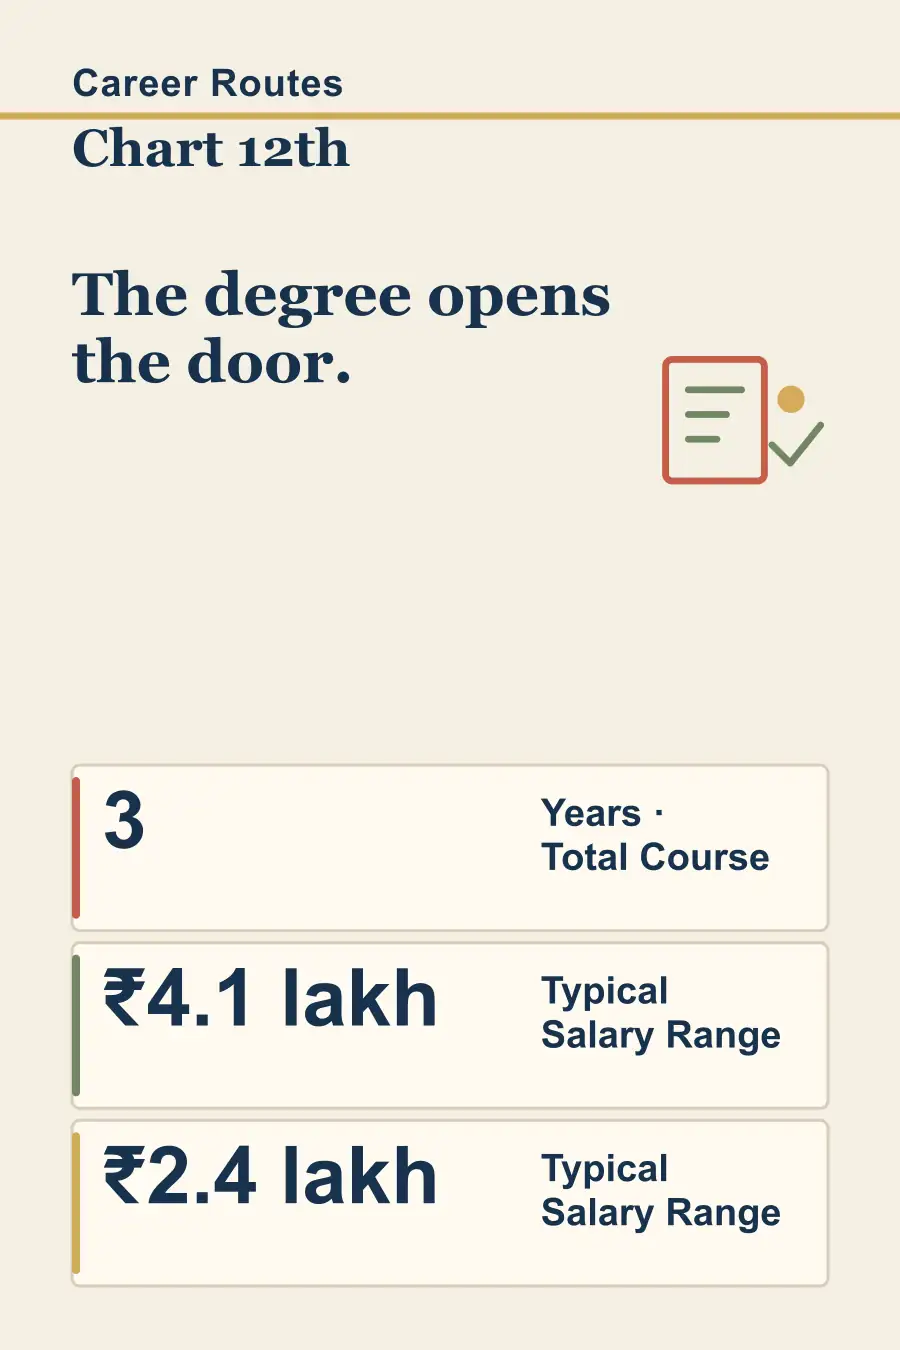 Career Routes
Chart 12th
The degree opens
the door.
3
Years ·
Total Course
₹4.1 lakh
Typical
Salary Range
₹2.4 lakh
Typical
Salary Range